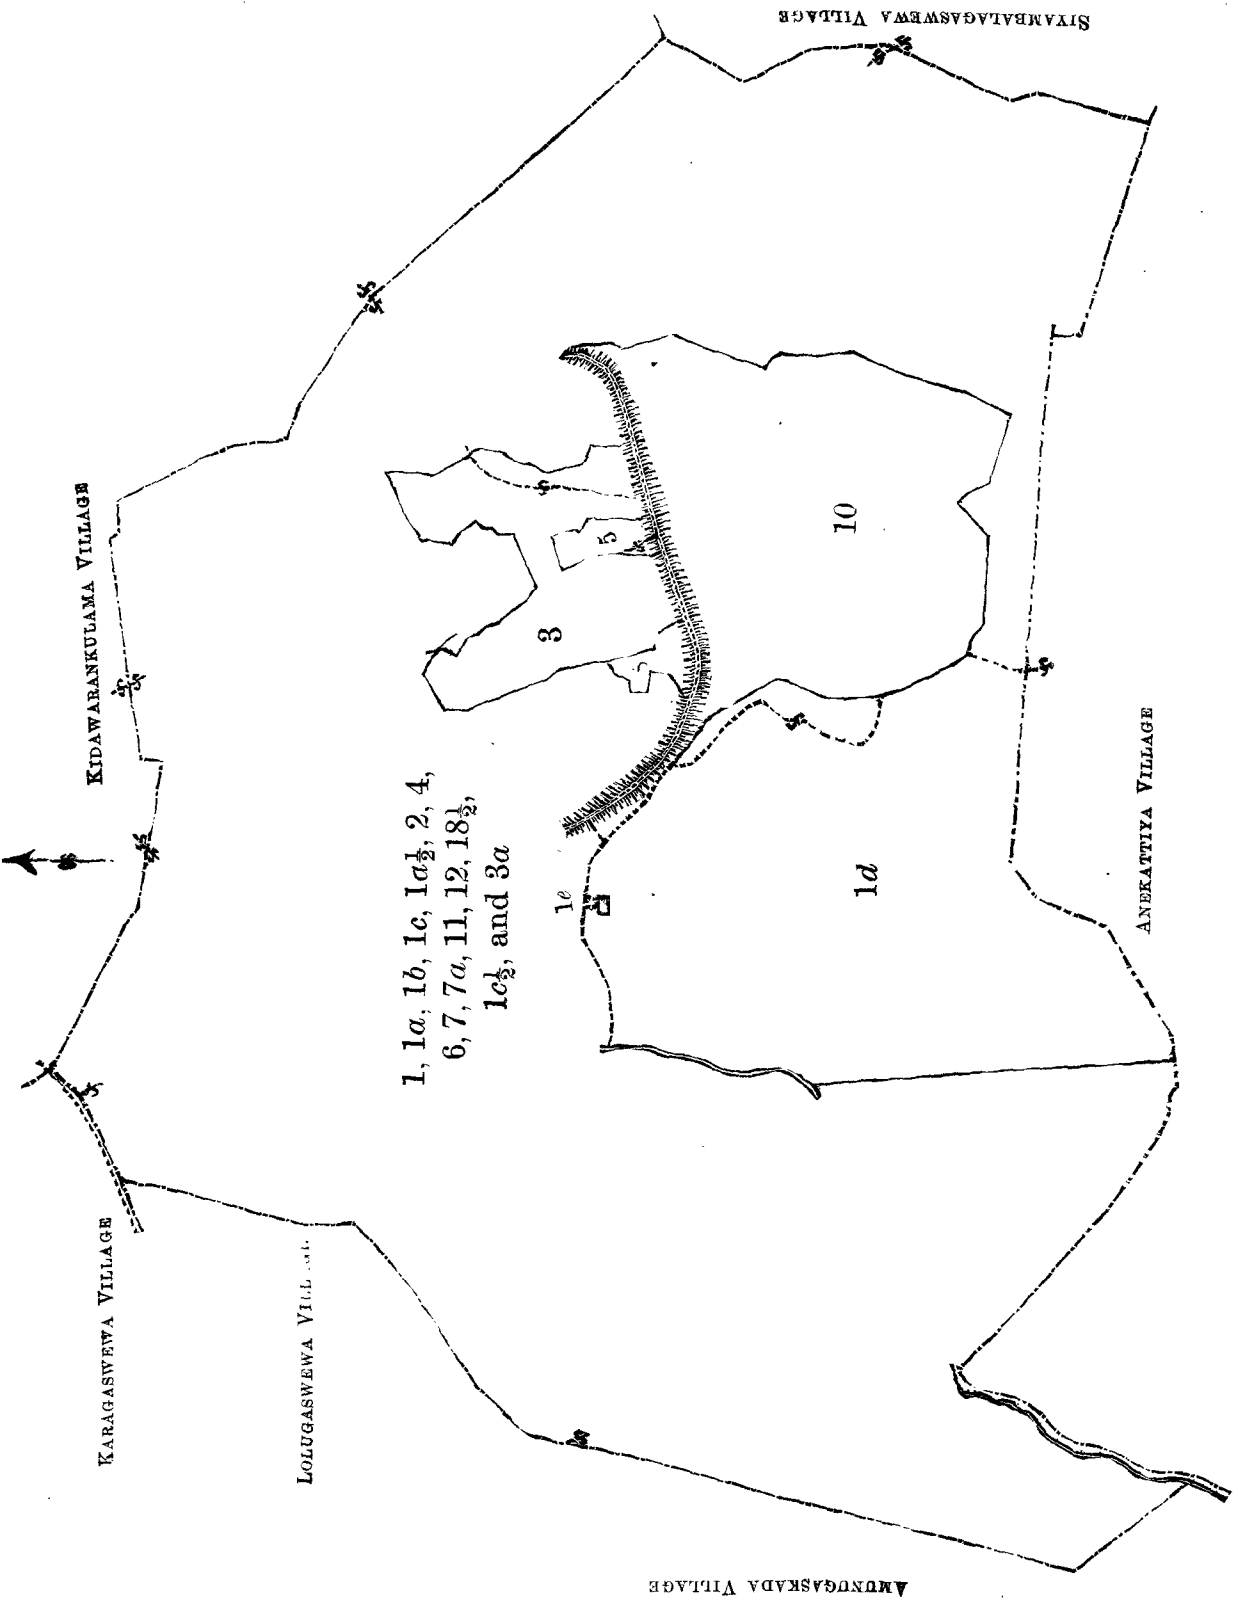 Siyambalagaswewa Village
Kidawarankulama Village
Karagaswewa Village
Lolugaswewa
1, 1a, 1b, 1c, 1a½, 2, 4,
6, 7, 7a, 11, 12, 18½,
1c½, and 3a
3
5
10
1e
1d
Anekattiya Village
Amunugaskada Village